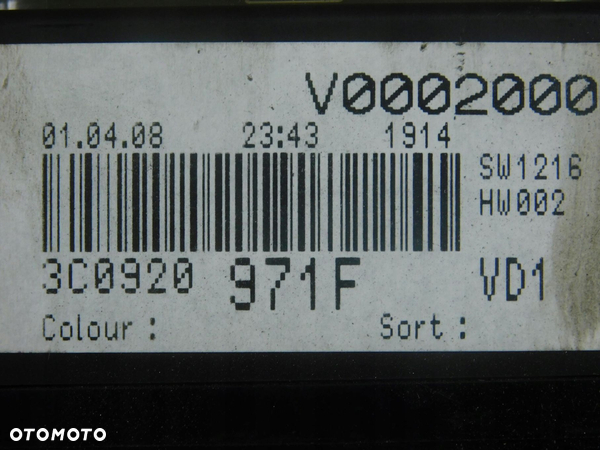 V0002000
01.04.08 23:43 1914
SW1216
HW002
3C0920 971F VD1
Colour : Sort :
OTOMOTO